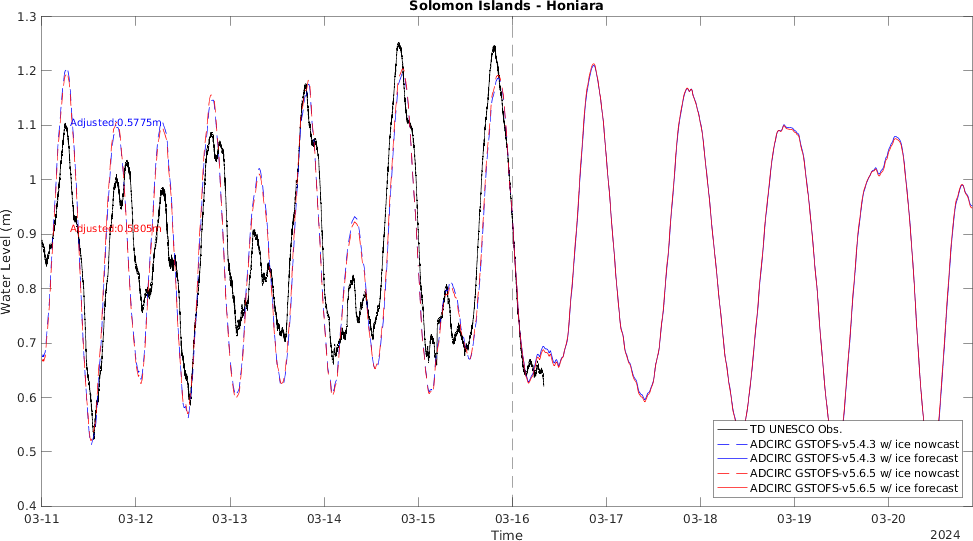 Solomon Islands - Honiara
1.3
1.2
1.1
1
0.9
0.8
0.7
0.6
0.5
0.4
Water Level (m)
Adjusted:0.5775m
Adjusted:0.5805m
TD UNESCO Obs.
ADCIRC GSTOFS-v5.4.3 w/ ice nowcast
ADCIRC GSTOFS-v5.4.3 w/ ice forecast
ADCIRC GSTOFS-v5.6.5 w/ ice nowcast
ADCIRC GSTOFS-v5.6.5 w/ ice forecast
03-11 03-12 03-13 03-14 03-15 03-16 03-17 03-18 03-19 03-20
Time
2024